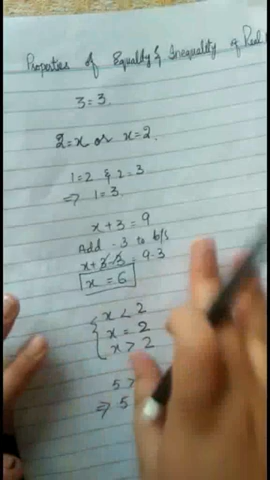 Properties of Equality & Inequality of Real
3 = 3.
2 = x or x = 2.
1 = 2 & 2 = 3
⇒ 1 = 3.
x + 3 = 9
Add -3 to b/s
x + 3 - 3 = 9 - 3
x = 6
x < 2
x = 2
x > 2
5 >
⇒ 5